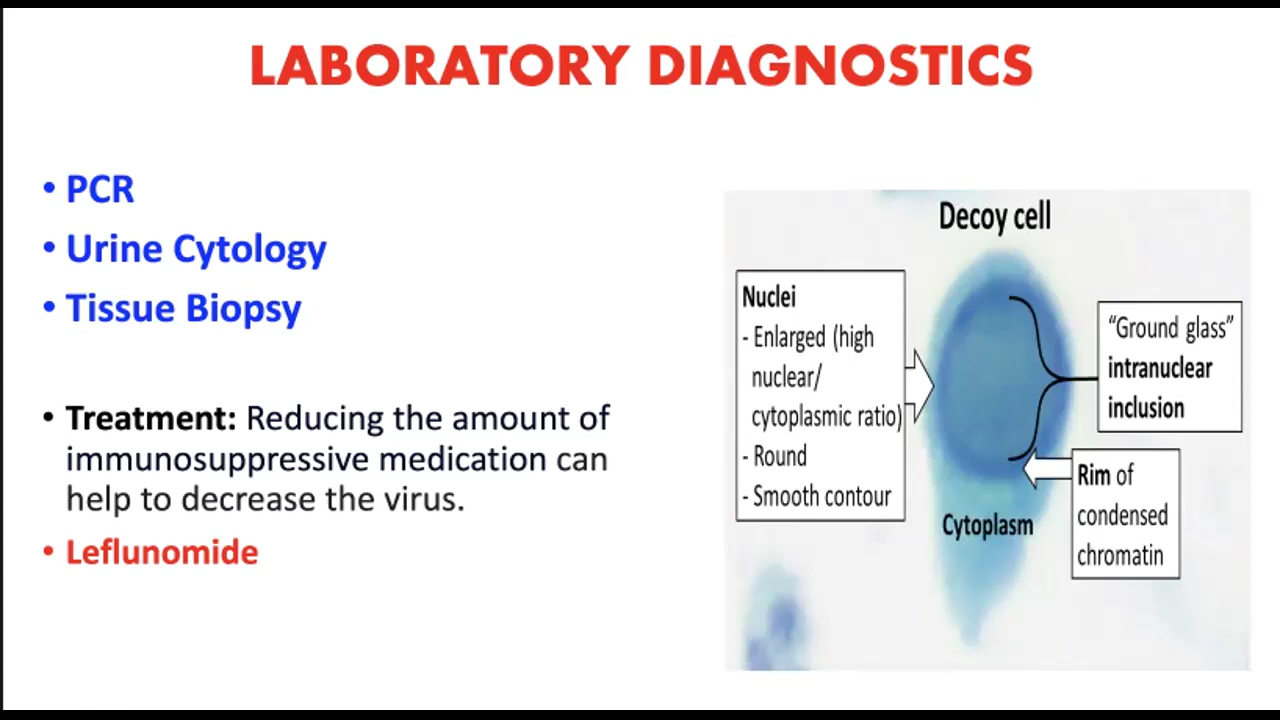 LABORATORY DIAGNOSTICS
• PCR
• Urine Cytology
• Tissue Biopsy
• Treatment: Reducing the amount of
immunosuppressive medication can
help to decrease the virus.
• Leflunomide
Decoy cell
Nuclei
- Enlarged (high
nuclear/
cytoplasmic ratio)
- Round
- Smooth contour
"Ground glass"
intranuclear
inclusion
Rim of
condensed
chromatin
Cytoplasm